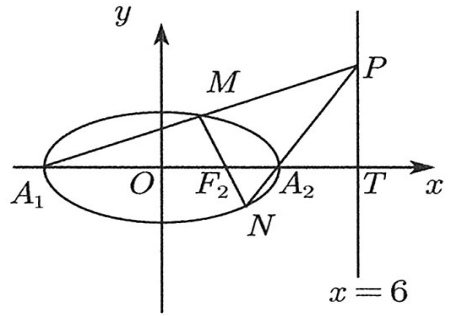 y
M
P
A₁ O F₂ A₂ T x
N
x = 6